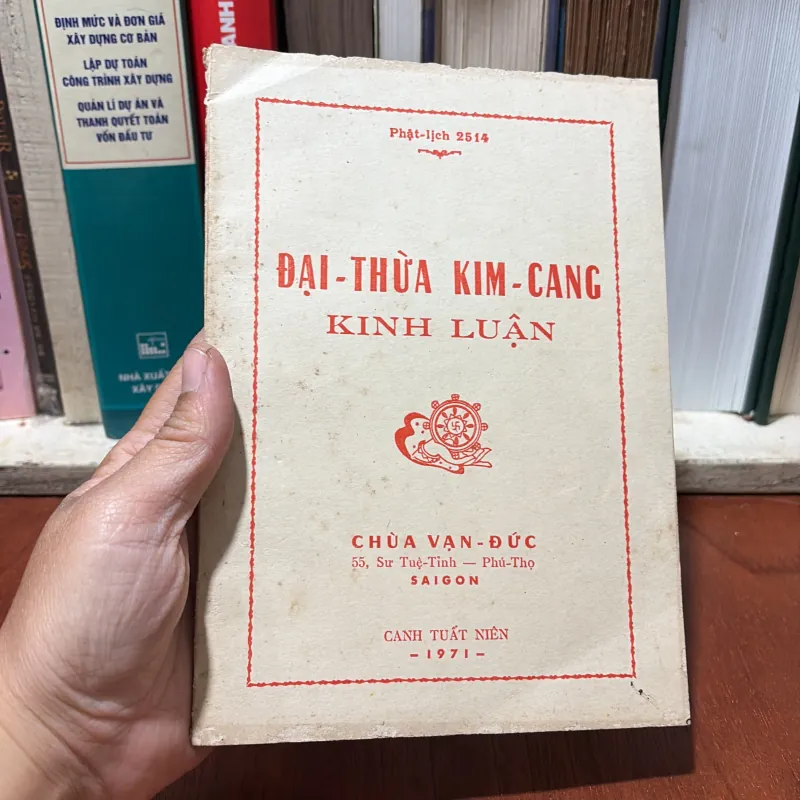 ĐỊNH MỨC VÀ ĐƠN GIÁ
XÂY DỰNG CƠ BẢN
LẬP DỰ TOÁN
CÔNG TRÌNH XÂY DỰNG
QUẢN LÍ DỰ ÁN VÀ
THANH QUYẾT TOÁN
VỐN ĐẦU TƯ
NHÀ XUẤT
Phật-lịch 2514
ĐẠI-THỪA KIM-CANG
KINH LUẬN
CHÙA VẠN-ĐỨC
55, Sư Tuệ-Tĩnh — Phú-Thọ
SAIGON
CANH TUẤT NIÊN
- 1971 -